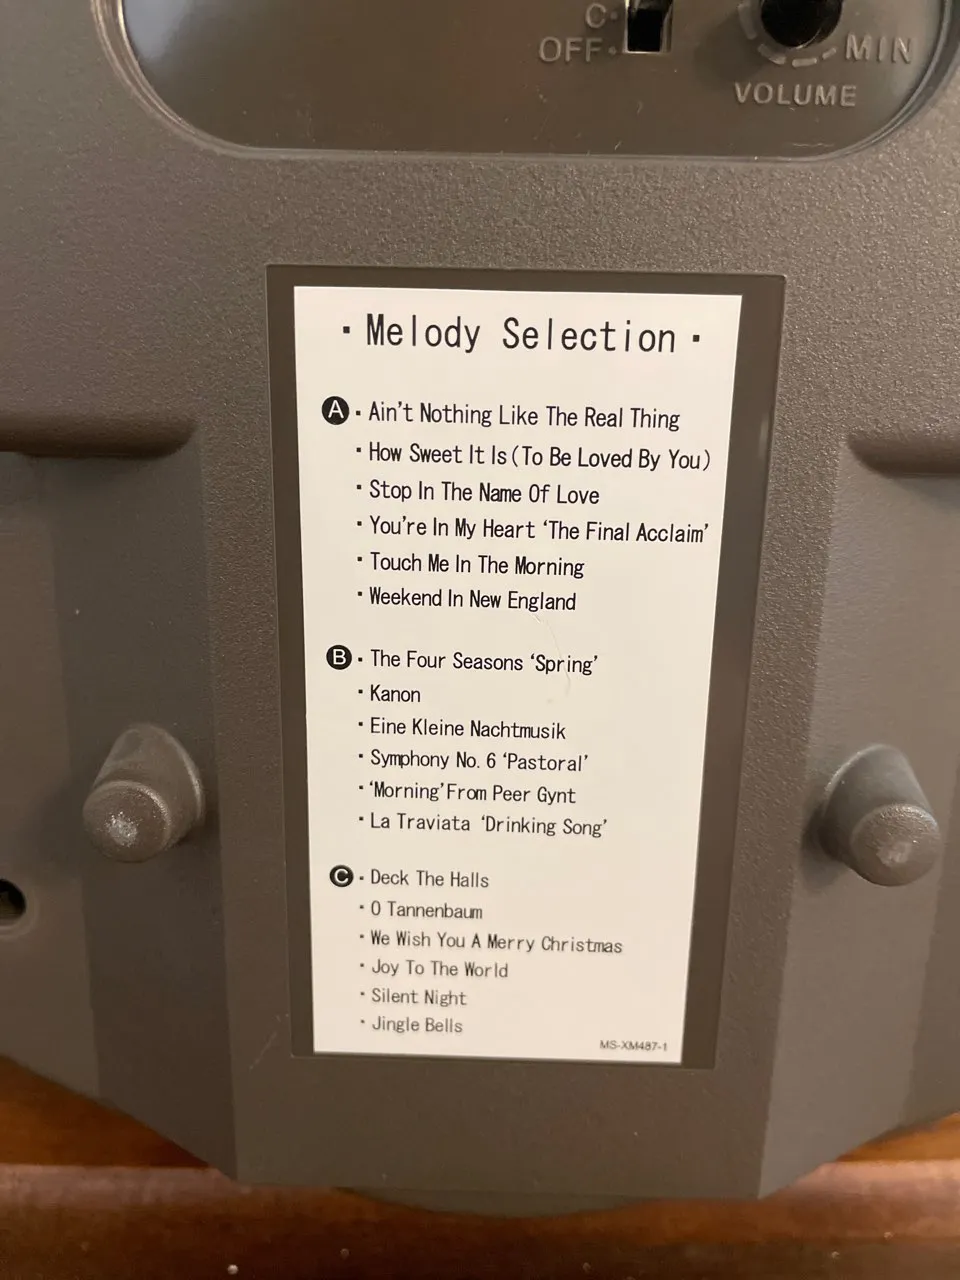 C·
OFF·
MIN
VOLUME
· Melody Selection ·
A · Ain't Nothing Like The Real Thing
· How Sweet It Is(To Be Loved By You)
· Stop In The Name Of Love
· You're In My Heart ‘The Final Acclaim’
· Touch Me In The Morning
· Weekend In New England
B · The Four Seasons ‘Spring’
· Kanon
· Eine Kleine Nachtmusik
· Symphony No. 6 ‘Pastoral’
· ‘Morning’From Peer Gynt
· La Traviata ‘Drinking Song’
C · Deck The Halls
· O Tannenbaum
· We Wish You A Merry Christmas
· Joy To The World
· Silent Night
· Jingle Bells
MS-XM487-1